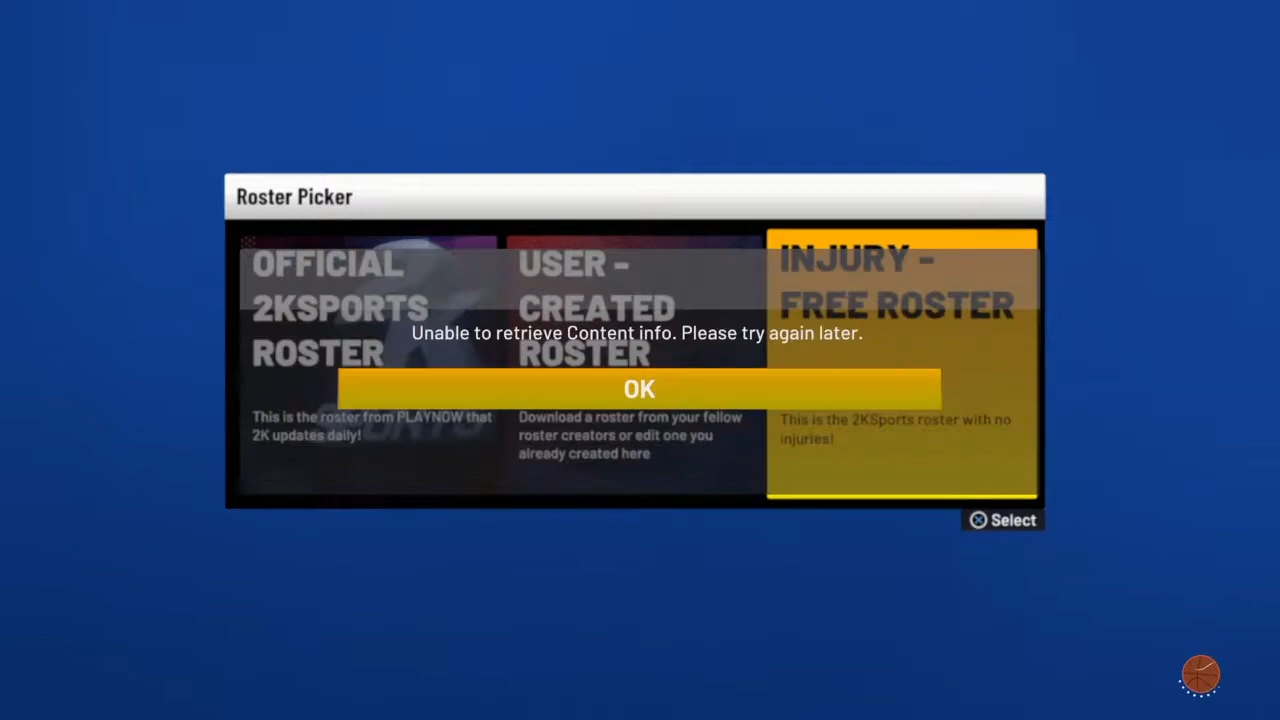 Roster Picker
OFFICIAL
2KSPORTS
ROSTER
This is the roster from PLAYNOW that
2K updates daily!
USER -
CREATED
ROSTER
Download a roster from your fellow
roster creators or edit one you
already created here
INJURY -
FREE ROSTER
This is the 2KSports roster with no
injuries!
Unable to retrieve Content info. Please try again later.
OK
Select